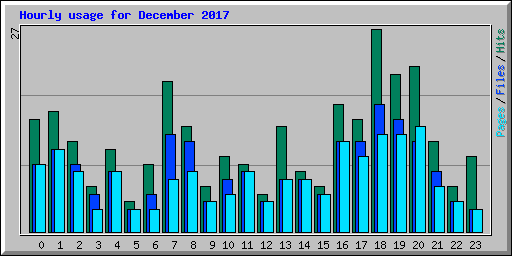 Hourly usage for December 2017
27
Pages / Files / Hits
0 1 2 3 4 5 6 7 8 9 10 11 12 13 14 15 16 17 18 19 20 21 22 23